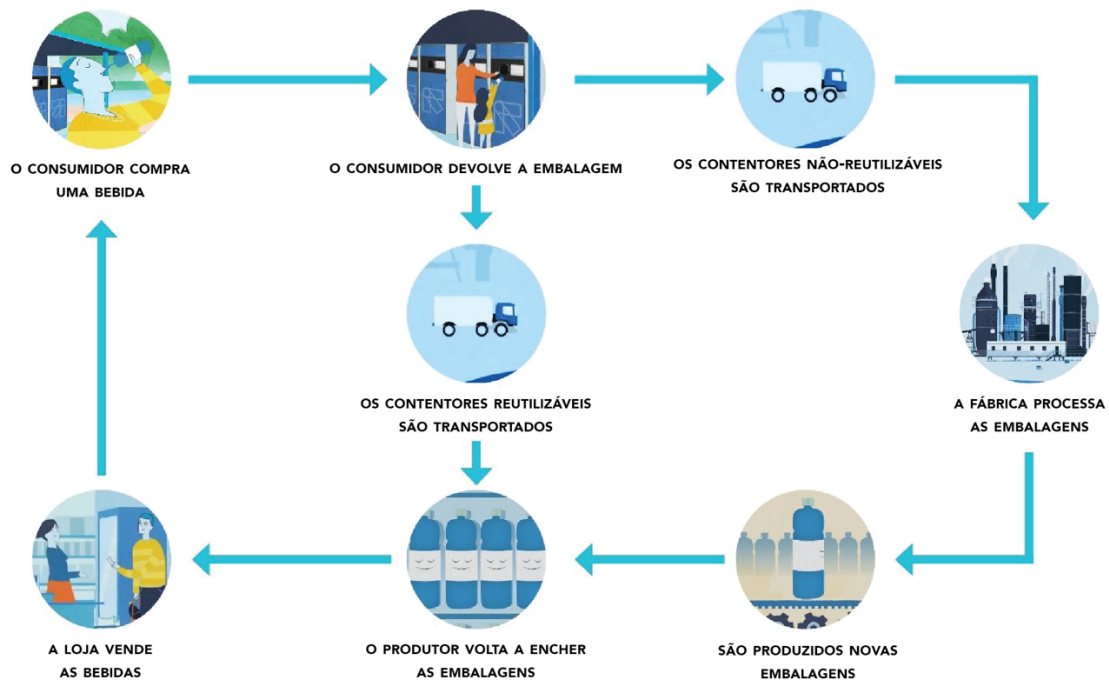 O CONSUMIDOR COMPRA
UMA BEBIDA
O CONSUMIDOR DEVOLVE A EMBALAGEM
OS CONTENTORES NÃO-REUTILIZÁVEIS
SÃO TRANSPORTADOS
OS CONTENTORES REUTILIZÁVEIS
SÃO TRANSPORTADOS
A FÁBRICA PROCESSA
AS EMBALAGENS
A LOJA VENDE
AS BEBIDAS
O PRODUTOR VOLTA A ENCHER
AS EMBALAGENS
SÃO PRODUZIDOS NOVAS
EMBALAGENS